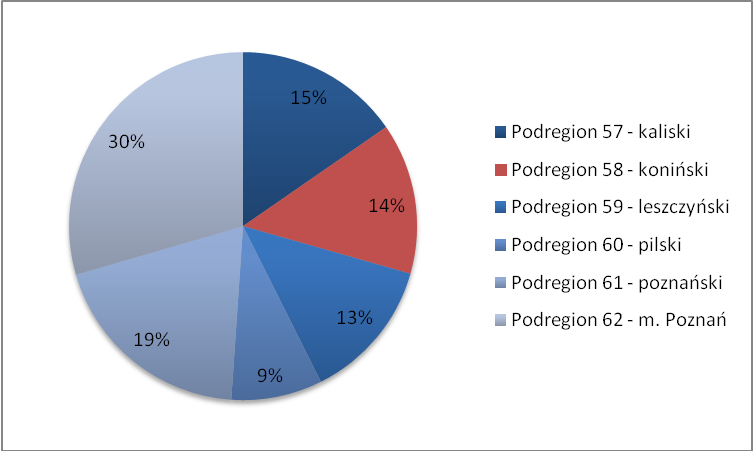 15%
14%
13%
9%
19%
30%
Podregion 57 - kaliski
Podregion 58 - koniński
Podregion 59 - leszczyński
Podregion 60 - pilski
Podregion 61 - poznański
Podregion 62 - m. Poznań